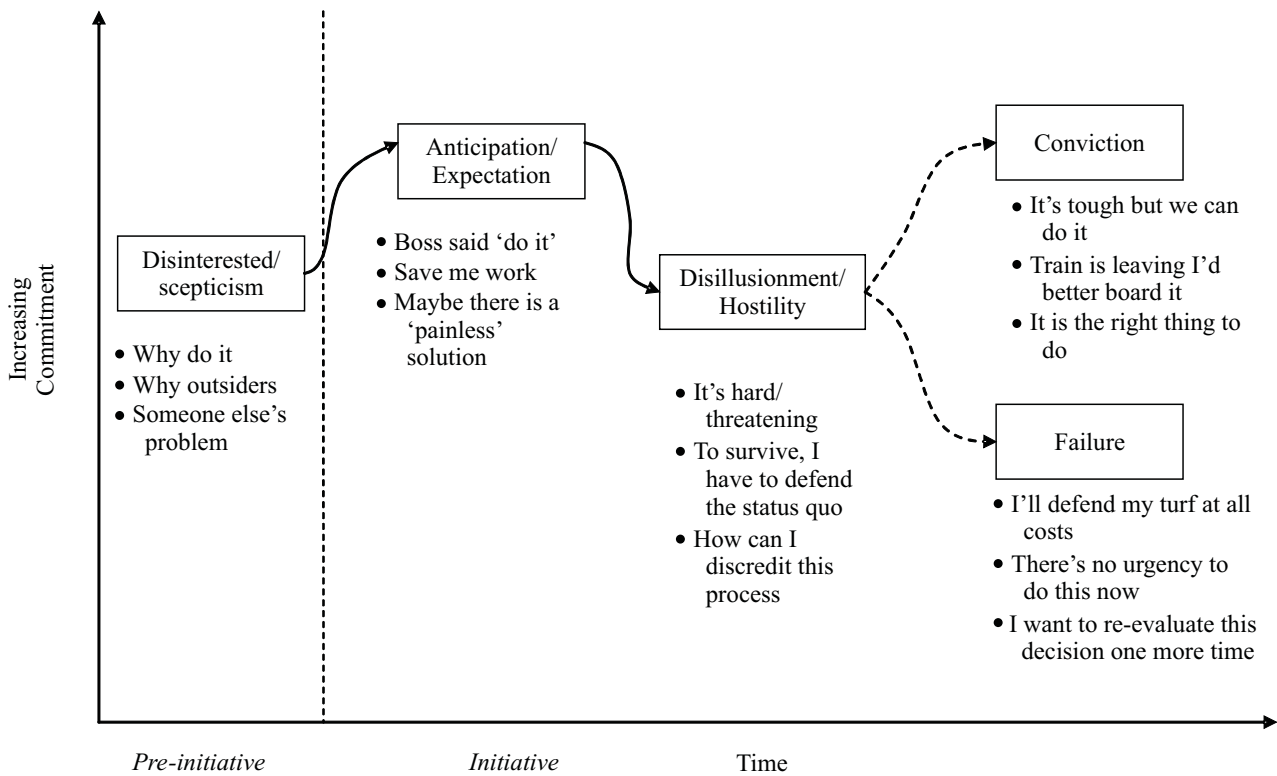 Increasing
Commitment
Disinterested/
scepticism
• Why do it
• Why outsiders
• Someone else’s
problem
Anticipation/
Expectation
• Boss said ‘do it’
• Save me work
• Maybe there is a
‘painless’
solution
Disillusionment/
Hostility
• It’s hard/
threatening
• To survive, I
have to defend
the status quo
• How can I
discredit this
process
Conviction
• It’s tough but we can
do it
• Train is leaving I’d
better board it
• It is the right thing to
do
Failure
• I’ll defend my turf at all
costs
• There’s no urgency to
do this now
• I want to re-evaluate this
decision one more time
Pre-initiative
Initiative
Time